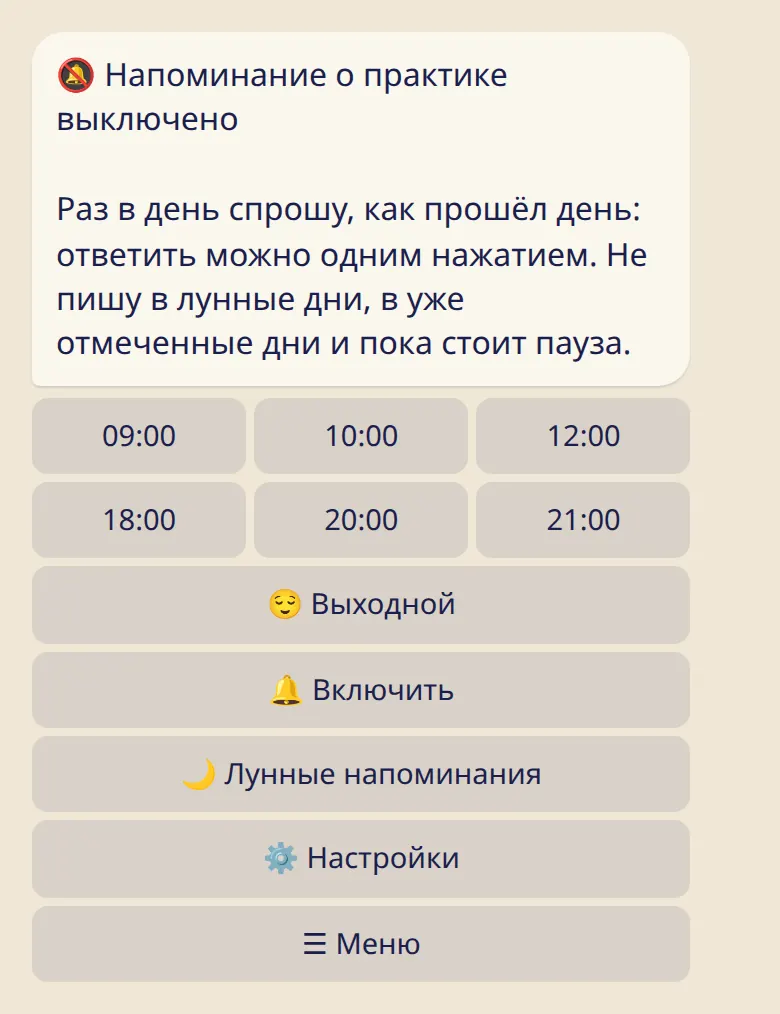 🔕 Напоминание о практике
выключено
Раз в день спрошу, как прошёл день:
ответить можно одним нажатием. Не
пишу в лунные дни, в уже
отмеченные дни и пока стоит пауза.
09:00 10:00 12:00
18:00 20:00 21:00
😌 Выходной
🔔 Включить
🌙 Лунные напоминания
⚙️ Настройки
☰ Меню